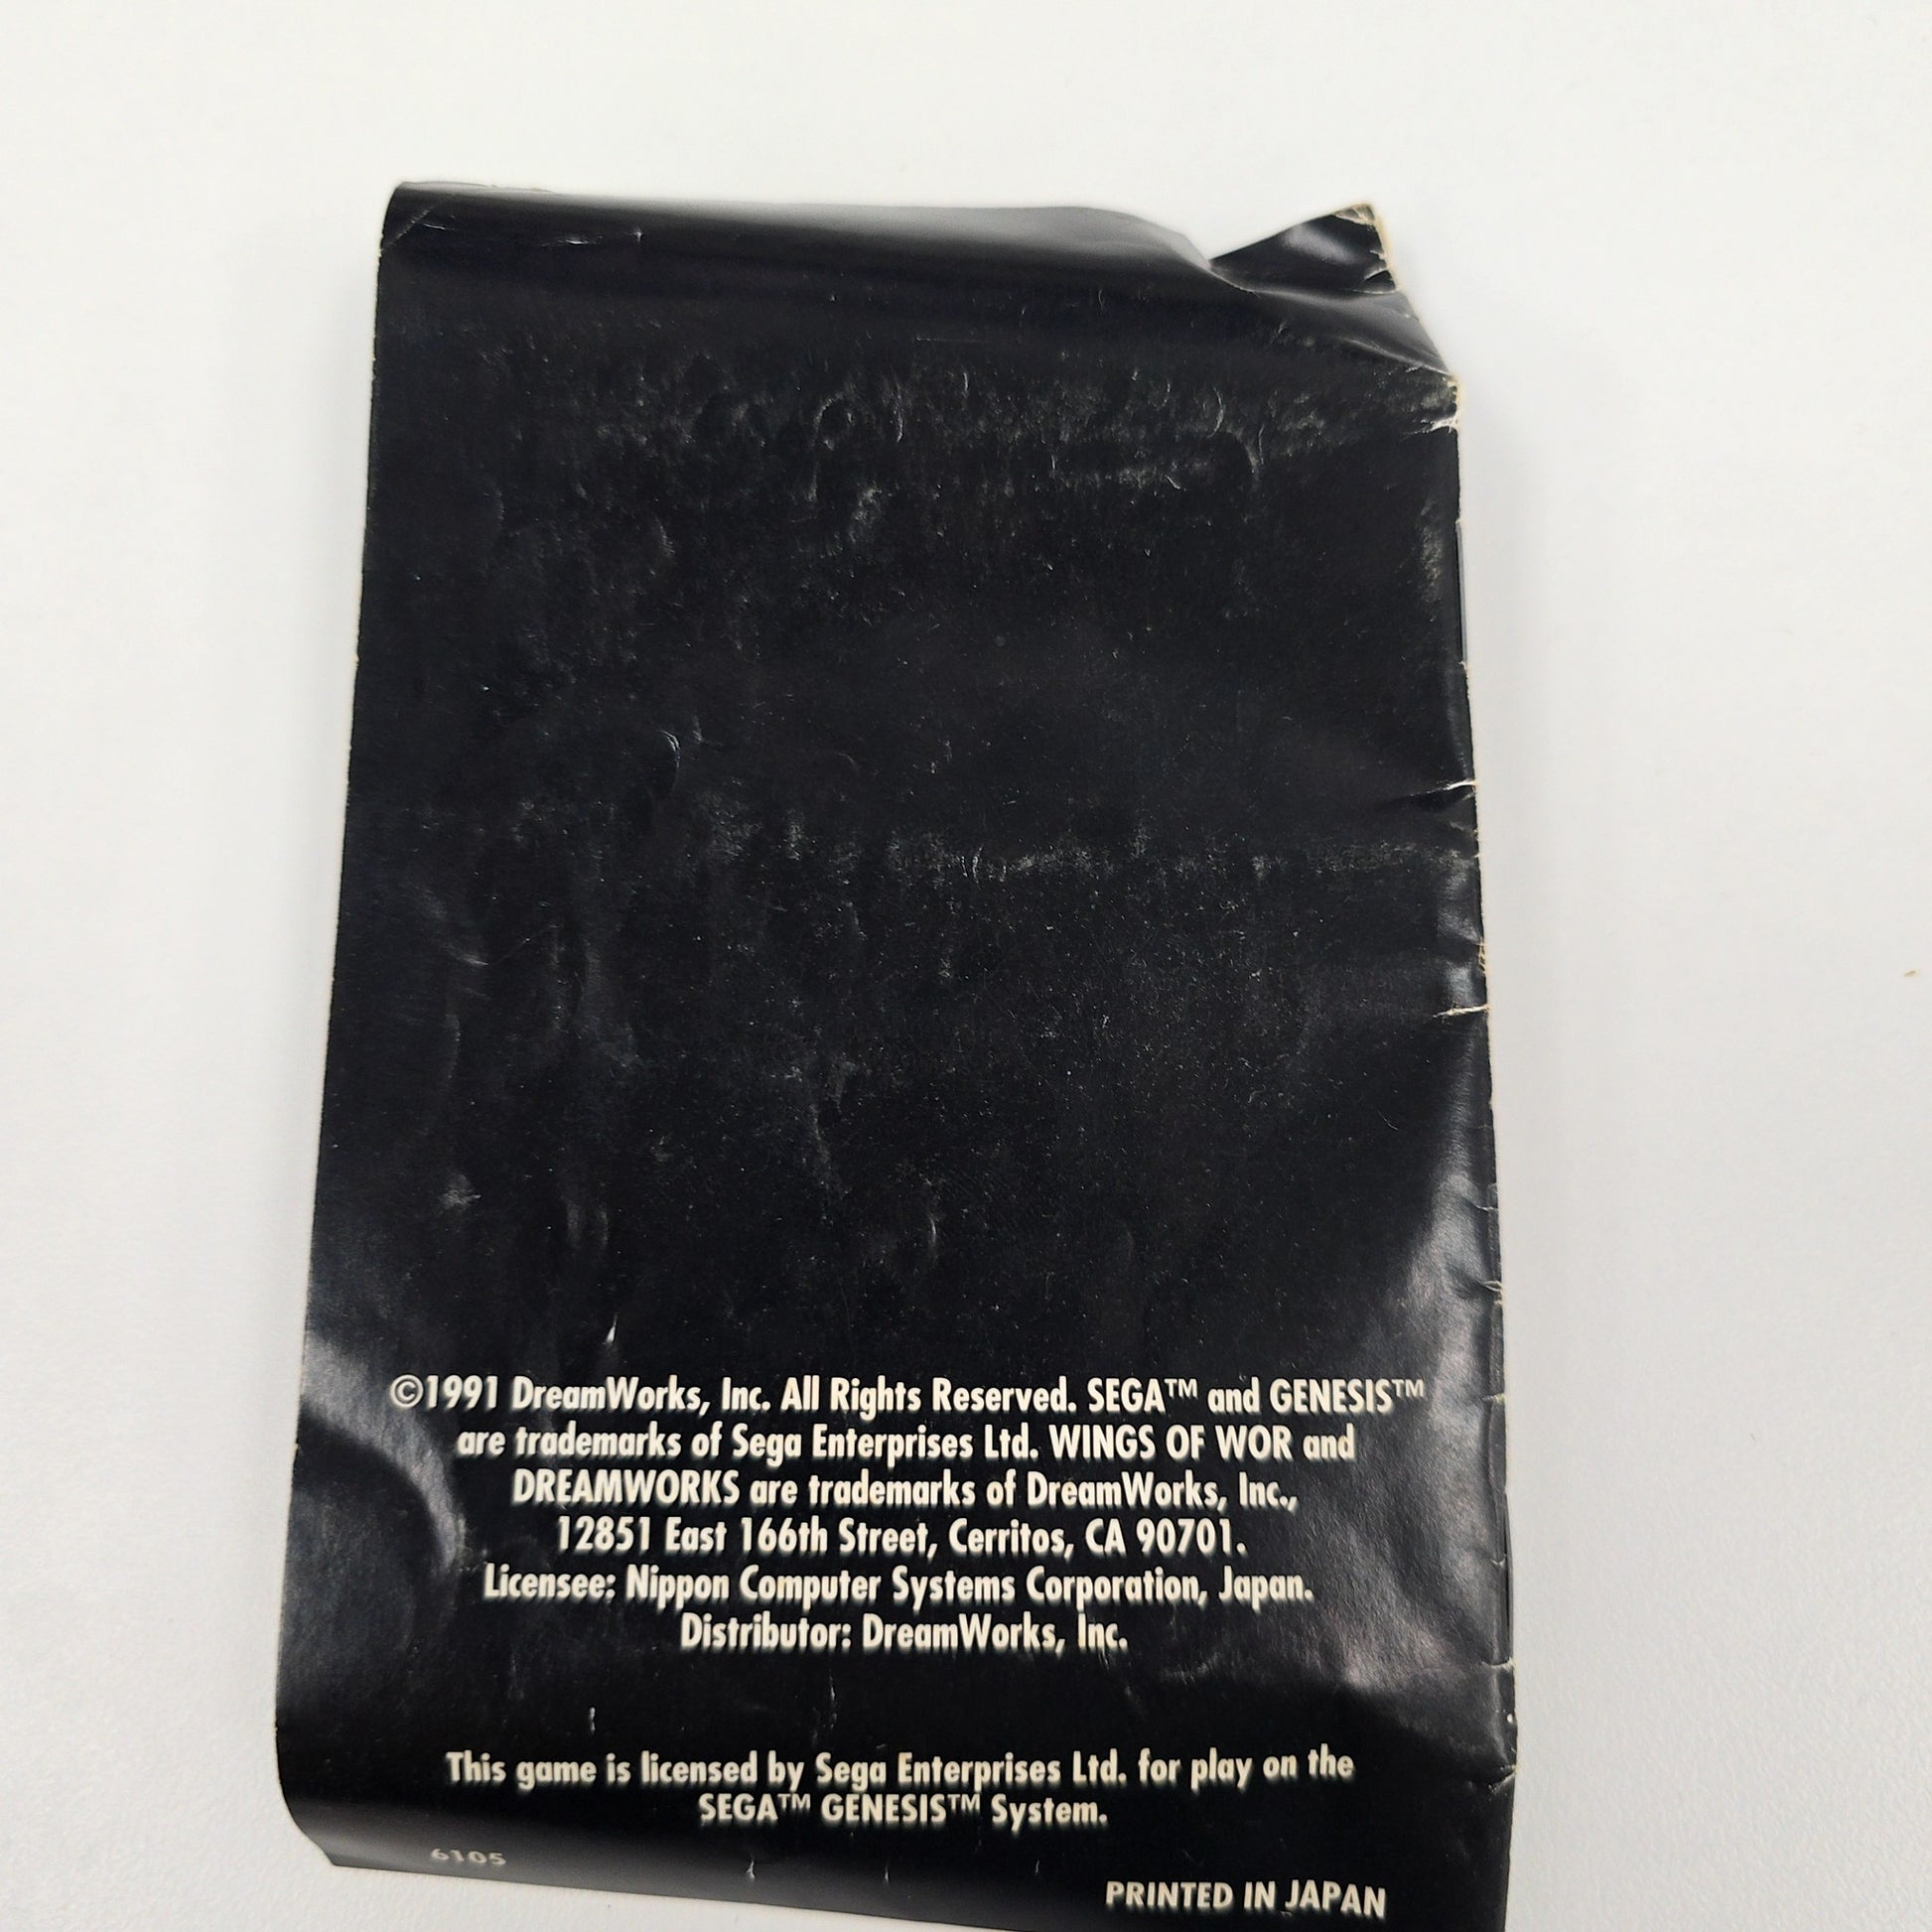 ©1991 DreamWorks, Inc. All Rights Reserved. SEGA™ and GENESIS™
are trademarks of Sega Enterprises Ltd. WINGS OF WOR and
DREAMWORKS are trademarks of DreamWorks, Inc.,
12851 East 166th Street, Cerritos, CA 90701.
Licensee: Nippon Computer Systems Corporation, Japan.
Distributor: DreamWorks, Inc.
This game is licensed by Sega Enterprises Ltd. for play on the
SEGA™ GENESIS™ System.
6105
PRINTED IN JAPAN